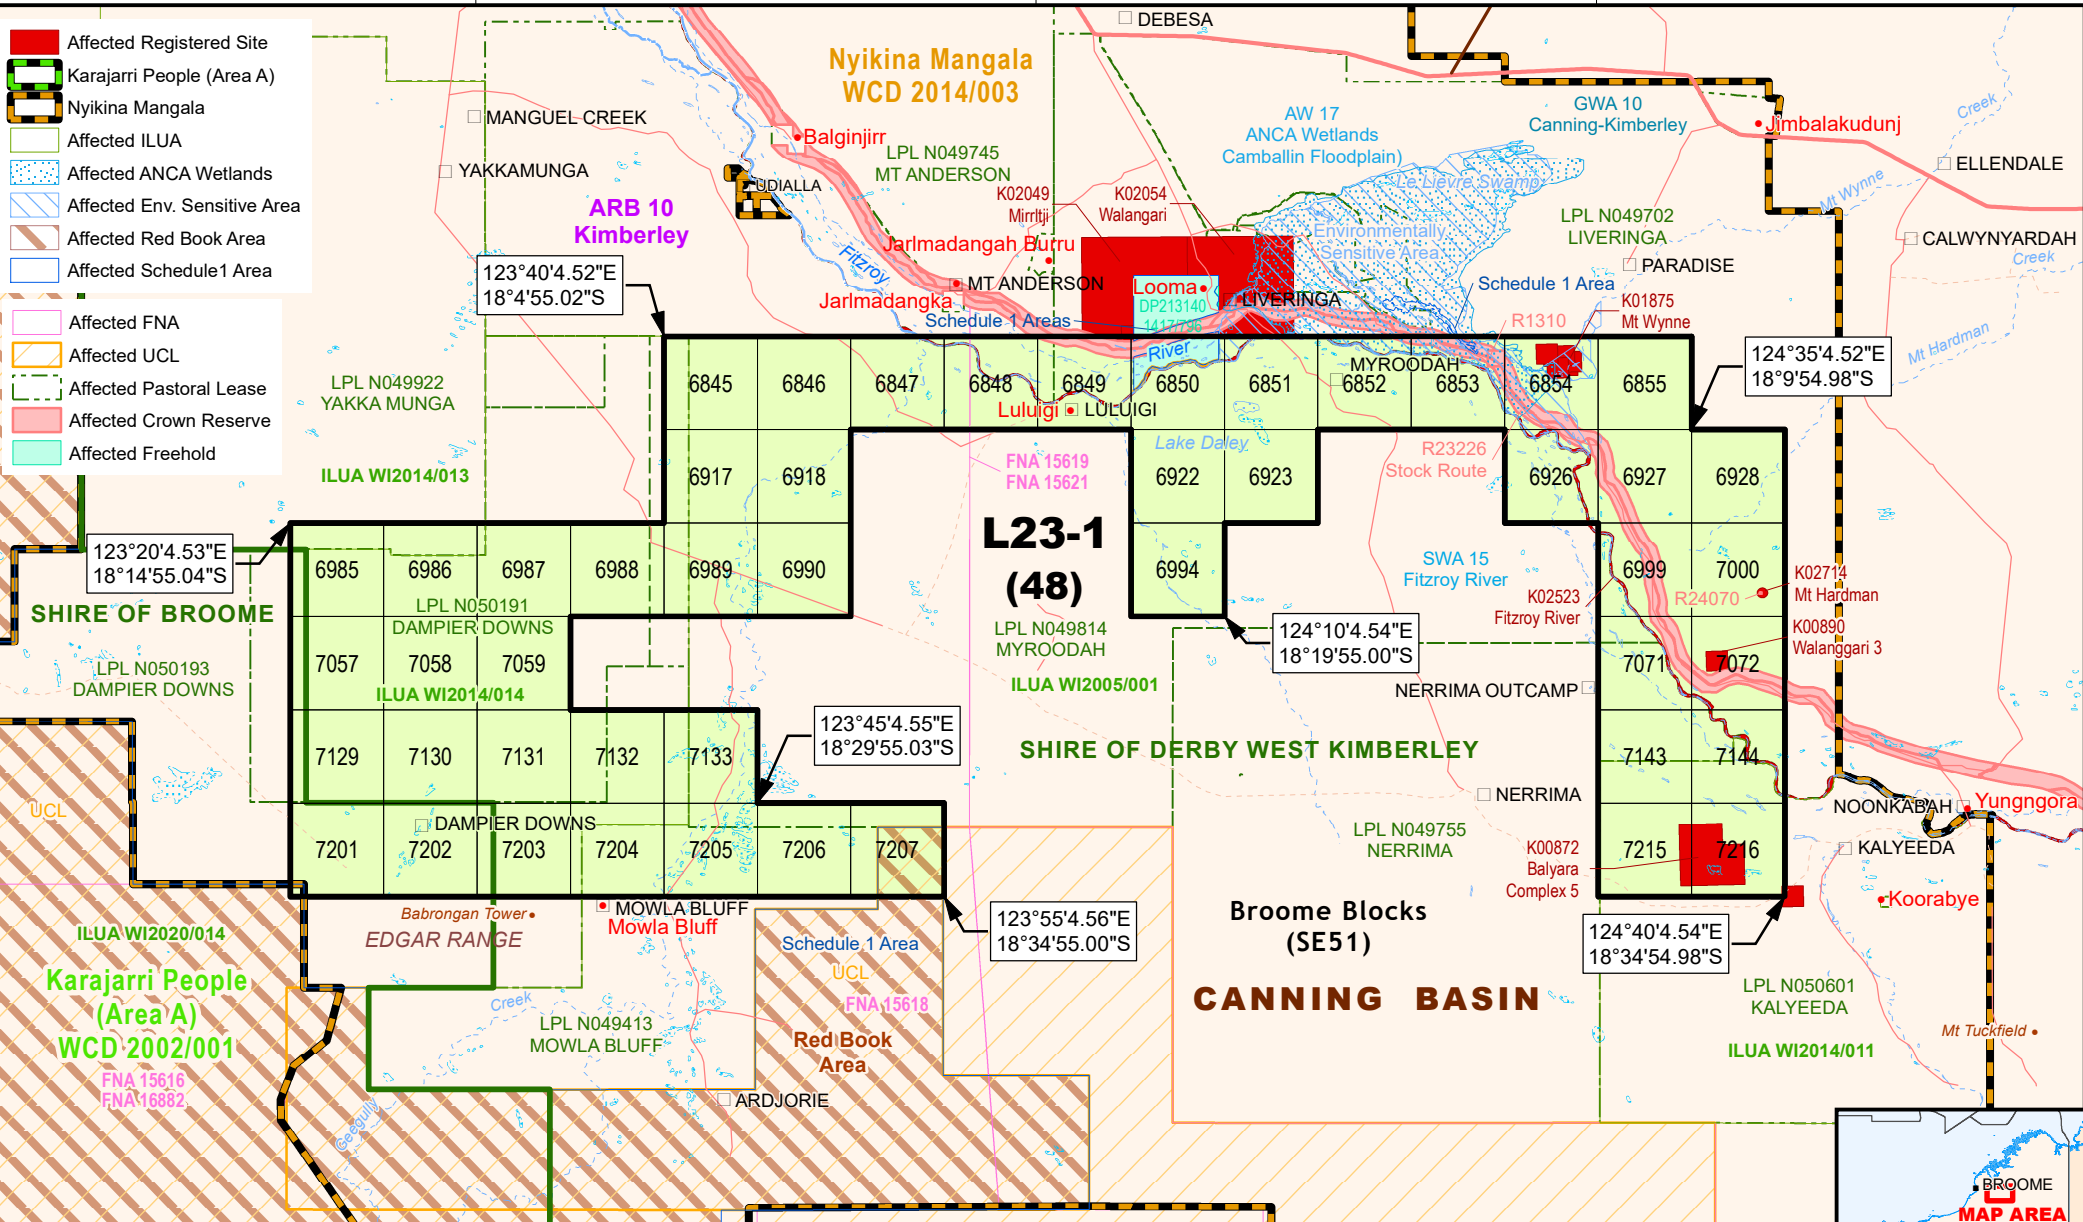 Affected Registered Site
Karajarri People (Area A)
Nyikina Mangala
Affected ILUA
Affected ANCA Wetlands
Affected Env. Sensitive Area
Affected Red Book Area
Affected Schedule1 Area
Affected FNA
Affected UCL
Affected Pastoral Lease
Affected Crown Reserve
Affected Freehold
DEBESA
Nyikina Mangala
WCD 2014/003
MANGUEL CREEK
Balginjirr
YAKKAMUNGA
UDIALLA
LPL N049745
MT ANDERSON
AW 17
ANCA Wetlands
Camballin Floodplain)
GWA 10
Canning-Kimberley
Jimbalakudunj
Creek
ELLENDALE
Mt Wynne
Le Lievre Swamp
ARB 10
Kimberley
K02049
Mirrltji
K02054
Walangari
LPL N049702
LIVERINGA
CALWYNYARDAH
Creek
PARADISE
Environmentally
Sensitive Area
Jarlmadangah Burru
Fitzroy
MT ANDERSON
Jarlmadangka
Looma
DP213140
1417/796
LIVERINGA
Schedule 1 Area
Schedule 1 Areas
K01875
Mt Wynne
R1310
Mt Hardman
123°40'4.52"E
18°4'55.02"S
124°35'4.52"E
18°9'54.98"S
River
MYROODAH
LPL N049922
YAKKA MUNGA
6845
6846
6847
6848
6849
6850
6851
6852
6853
6854
6855
Luluigi
LULUIGI
Lake Daley
R23226
Stock Route
ILUA WI2014/013
FNA 15619
FNA 15621
6917
6918
6922
6923
6926
6927
6928
L23-1
(48)
123°20'4.53"E
18°14'55.04"S
SHIRE OF BROOME
6985
6986
6987
6988
6989
6990
6994
6999
7000
SWA 15
Fitzroy River
K02523
Fitzroy River
R24070
K02714
Mt Hardman
K00890
Walanggari 3
LPL N050191
DAMPIER DOWNS
LPL N049814
MYROODAH
124°10'4.54"E
18°19'55.00"S
LPL N050193
DAMPIER DOWNS
7057
7058
7059
7071
7072
ILUA WI2014/014
ILUA WI2005/001
NERRIMA OUTCAMP
123°45'4.55"E
18°29'55.03"S
SHIRE OF DERBY WEST KIMBERLEY
7129
7130
7131
7132
7133
7143
7144
UCL
NERRIMA
NOONKABAH
Yungngora
DAMPIER DOWNS
LPL N049755
NERRIMA
KALYEEDA
7201
7202
7203
7204
7205
7206
7207
7215
7216
K00872
Balyara
Complex 5
Koorabye
Babrongan Tower
EDGAR RANGE
MOWLA BLUFF
Mowla Bluff
123°55'4.56"E
18°34'55.00"S
Broome Blocks
(SE51)
124°40'4.54"E
18°34'54.98"S
ILUA WI2020/014
Schedule 1 Area
UCL
FNA 15618
CANNING BASIN
Karajarri People
(Area A)
WCD 2002/001
FNA 15616
FNA 16882
Creek
LPL N049413
MOWLA BLUFF
Red Book
Area
LPL N050601
KALYEEDA
Mt Tuckfield
ILUA WI2014/011
Geegully
ARDJORIE
BROOME
MAP AREA